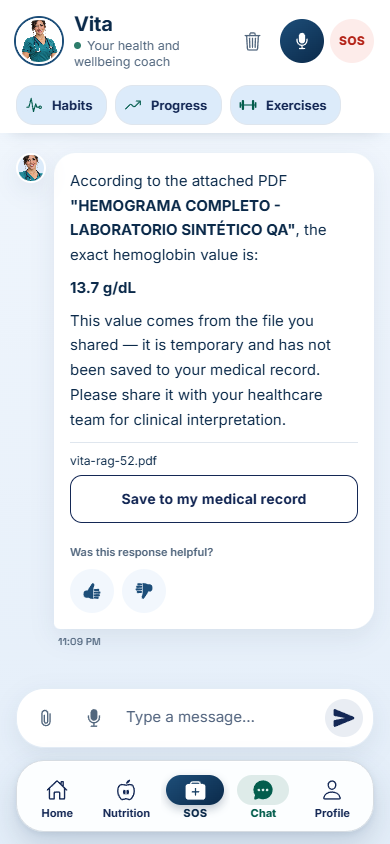 Vita
Your health and
wellbeing coach
SOS
Habits
Progress
Exercises
According to the attached PDF
"HEMOGRAMA COMPLETO -
LABORATORIO SINTÉTICO QA", the
exact hemoglobin value is:
13.7 g/dL
This value comes from the file you
shared — it is temporary and has not
been saved to your medical record.
Please share it with your healthcare
team for clinical interpretation.
vita-rag-52.pdf
Save to my medical record
Was this response helpful?
11:09 PM
Type a message...
Home
Nutrition
SOS
Chat
Profile